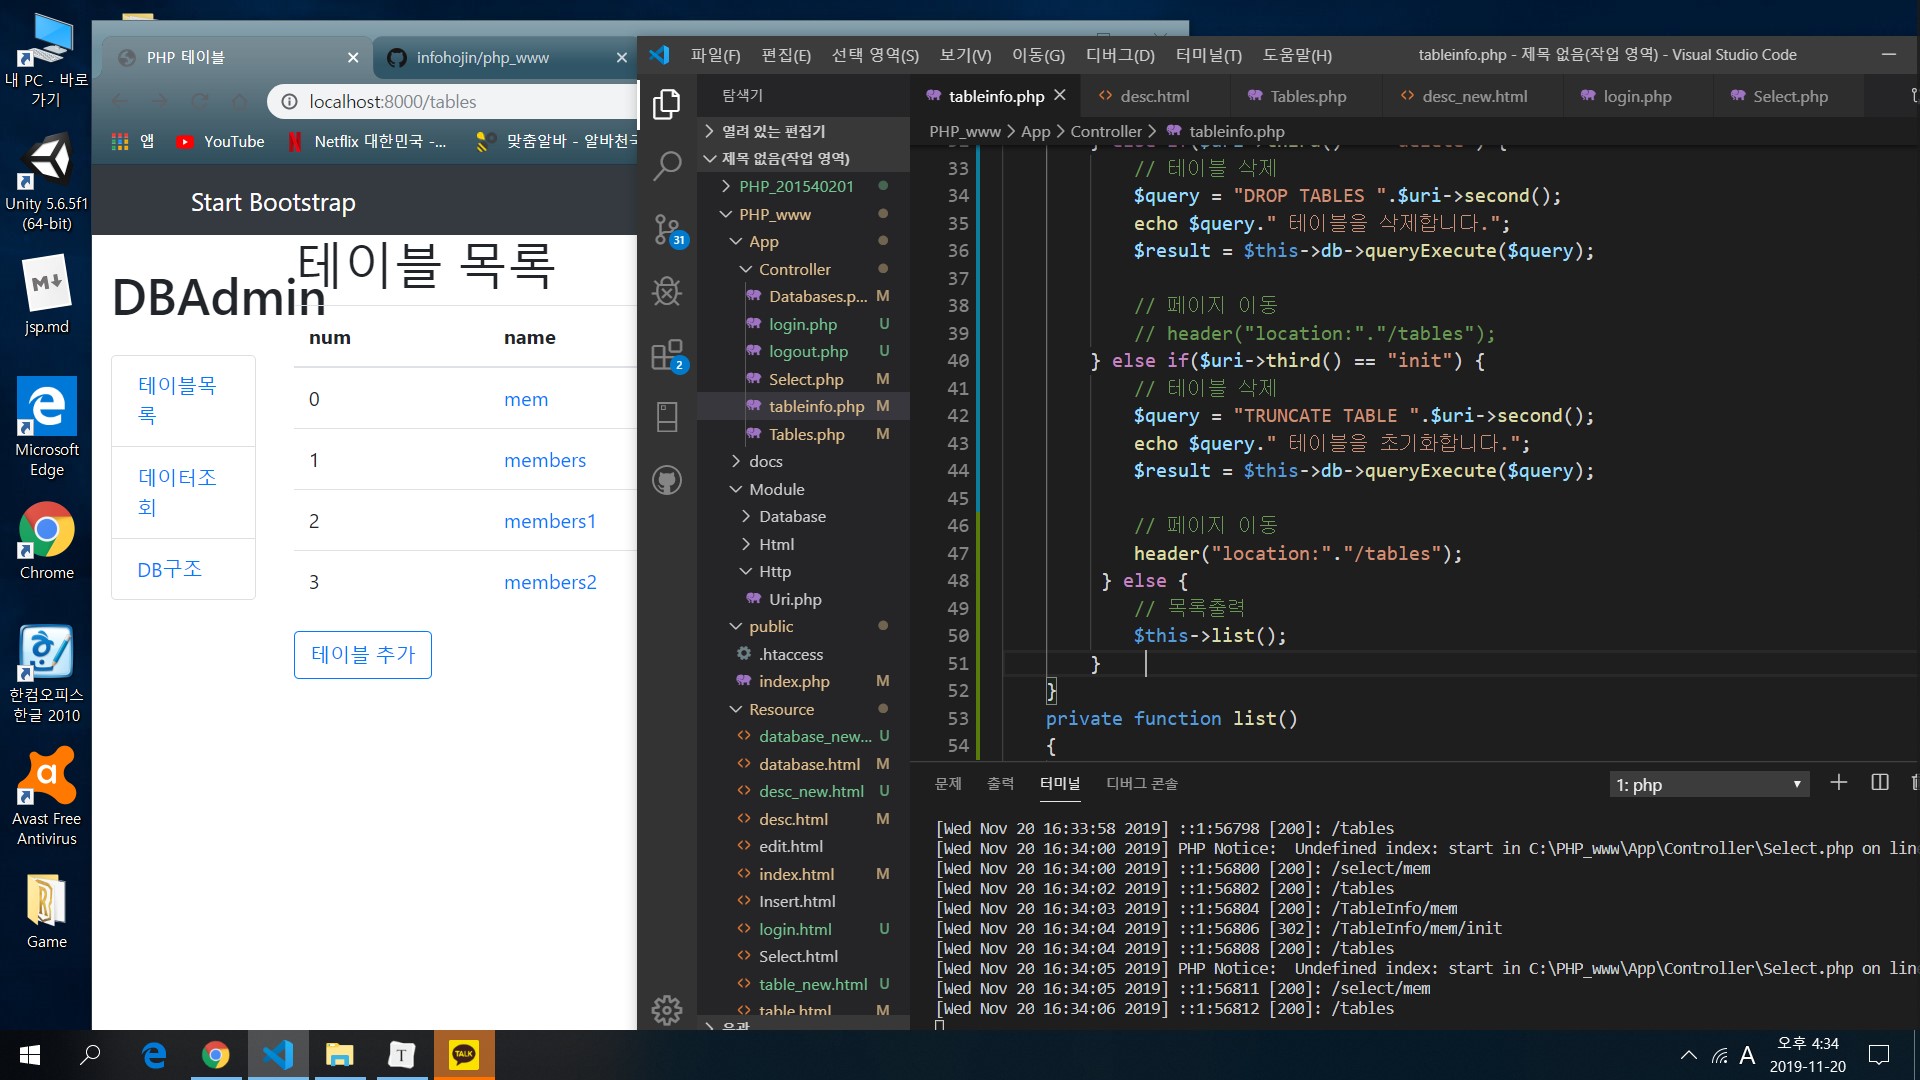 내 PC - 바로 가기
Unity 5.6.5f1 (64-bit)
jsp.md
Microsoft Edge
Chrome
한컴오피스 한글 2010
Avast Free Antivirus
Game
PHP 테이블
infohojin/php_www
localhost:8000/tables
앱
YouTube
Netflix 대한민국 -...
맞춤알바 - 알바천국
Start Bootstrap
테이블 목록
DBAdmin
테이블목록
데이터조회
DB구조
num name
0 mem
1 members
2 members1
3 members2
테이블 추가
파일(F) 편집(E) 선택 영역(S) 보기(V) 이동(G) 디버그(D) 터미널(T) 도움말(H)
tableinfo.php - 제목 없음(작업 영역) - Visual Studio Code
탐색기
31
2
열려 있는 편집기
제목 없음(작업 영역)
PHP_201540201
PHP_www
App
Controller
Databases.p... M
login.php U
logout.php U
Select.php M
tableinfo.php M
Tables.php M
docs
Module
Database
Html
Http
Uri.php
public
.htaccess
index.php M
Resource
database_new... U
database.html M
desc_new.html U
desc.html M
edit.html
index.html M
Insert.html
login.html U
Select.html
table_new.html U
table.html M
tableinfo.php desc.html Tables.php desc_new.html login.php Select.php
PHP_www > App > Controller > tableinfo.php
33 // 테이블 삭제
34 $query = "DROP TABLES ".$uri->second();
35 echo $query." 테이블을 삭제합니다.";
36 $result = $this->db->queryExecute($query);
37
38 // 페이지 이동
39 // header("location:"."/tables");
40 } else if($uri->third() == "init") {
41 // 테이블 삭제
42 $query = "TRUNCATE TABLE ".$uri->second();
43 echo $query." 테이블을 초기화합니다.";
44 $result = $this->db->queryExecute($query);
45
46 // 페이지 이동
47 header("location:"."/tables");
48 } else {
49 // 목록출력
50 $this->list();
51 }
52 }
53 private function list()
54 {
문제 출력 터미널 디버그 콘솔
1: php
[Wed Nov 20 16:33:58 2019] ::1:56798 [200]: /tables
[Wed Nov 20 16:34:00 2019] PHP Notice:  Undefined index: start in C:\PHP_www\App\Controller\Select.php on lin
[Wed Nov 20 16:34:00 2019] ::1:56800 [200]: /select/mem
[Wed Nov 20 16:34:02 2019] ::1:56802 [200]: /tables
[Wed Nov 20 16:34:03 2019] ::1:56804 [200]: /TableInfo/mem
[Wed Nov 20 16:34:04 2019] ::1:56806 [302]: /TableInfo/mem/init
[Wed Nov 20 16:34:04 2019] ::1:56808 [200]: /tables
[Wed Nov 20 16:34:05 2019] PHP Notice:  Undefined index: start in C:\PHP_www\App\Controller\Select.php on lin
[Wed Nov 20 16:34:05 2019] ::1:56811 [200]: /select/mem
[Wed Nov 20 16:34:06 2019] ::1:56812 [200]: /tables
TALK
A
오후 4:34
2019-11-20